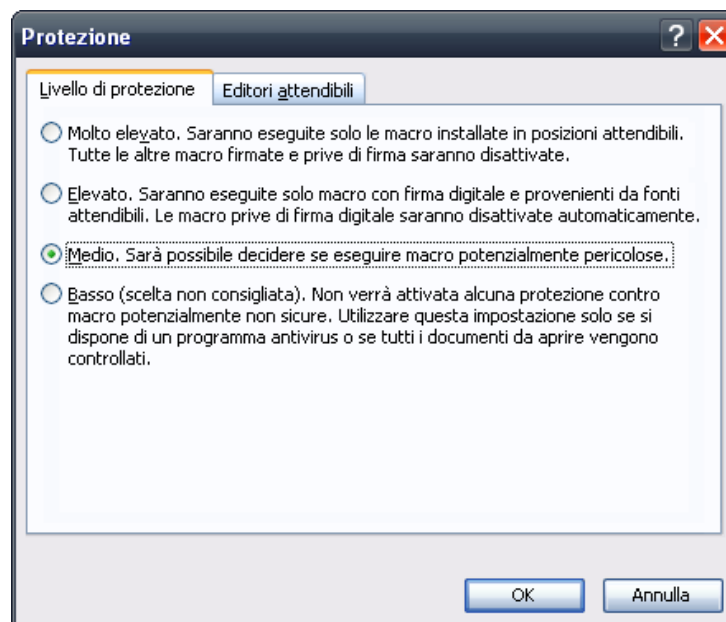 Protezione
Livello di protezione
Editori attendibili
Molto elevato. Saranno eseguite solo le macro installate in posizioni attendibili.
Tutte le altre macro firmate e prive di firma saranno disattivate.
Elevato. Saranno eseguite solo macro con firma digitale e provenienti da fonti
attendibili. Le macro prive di firma digitale saranno disattivate automaticamente.
Medio. Sarà possibile decidere se eseguire macro potenzialmente pericolose.
Basso (scelta non consigliata). Non verrà attivata alcuna protezione contro
macro potenzialmente non sicure. Utilizzare questa impostazione solo se si
dispone di un programma antivirus o se tutti i documenti da aprire vengono
controllati.
OK
Annulla